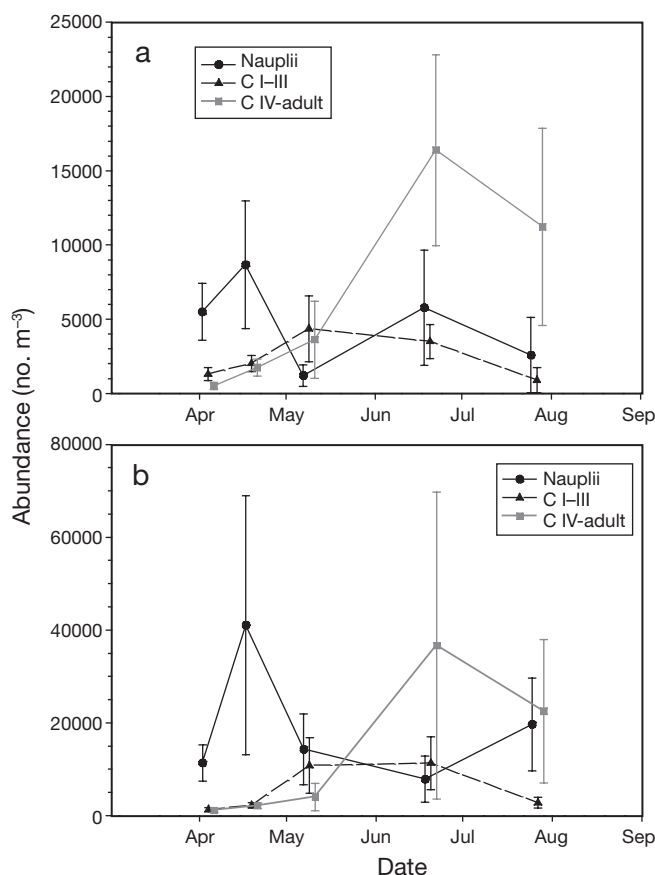 a
Nauplii
C I–III
C IV-adult
25000
20000
15000
10000
5000
0
Apr May Jun Jul Aug Sep
b
Nauplii
C I–III
C IV-adult
80000
60000
40000
20000
0
Apr May Jun Jul Aug Sep
Abundance (no. m⁻³)
Date